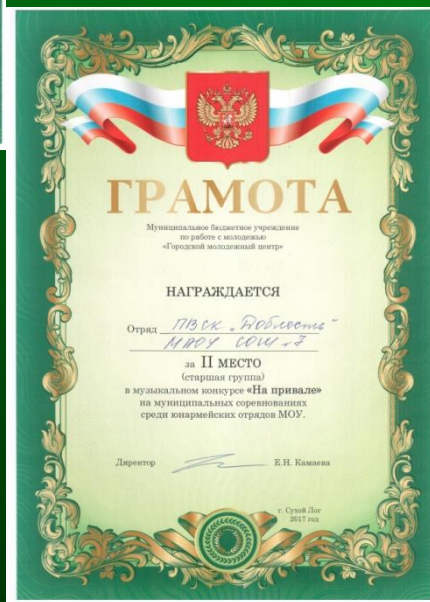 ГРАМОТА
Муниципальное бюджетное учреждение
по работе с молодежью
«Городской молодежный центр»
НАГРАЖДАЕТСЯ
Отряд ПВСК „Доблесть"
МАОУ СОШ №7
за II МЕСТО
(старшая группа)
в музыкальном конкурсе «На привале»
на муниципальных соревнованиях
среди юнармейских отрядов МОУ.
Директор Е.Н. Камаева
г. Сухой Лог
2017 год